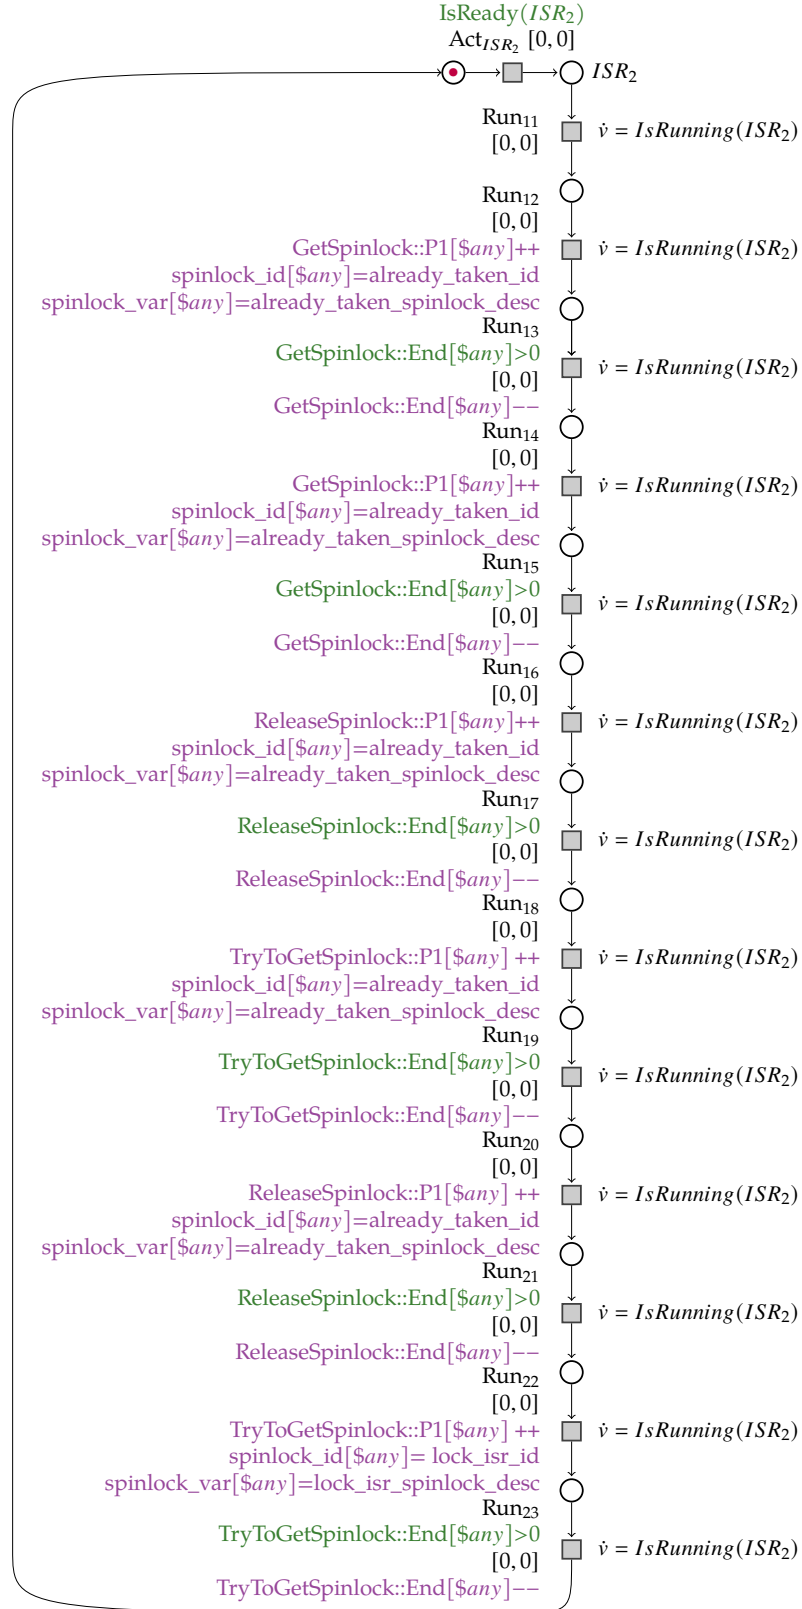 IsReady(ISR₂)
Act_ISR₂ [0, 0]
ISR₂
Run₁₁
[0, 0]
v̇ = IsRunning(ISR₂)
Run₁₂
[0, 0]
GetSpinlock::P1[$any]++
v̇ = IsRunning(ISR₂)
spinlock_id[$any]=already_taken_id
spinlock_var[$any]=already_taken_spinlock_desc
Run₁₃
GetSpinlock::End[$any]>0
[0, 0]
v̇ = IsRunning(ISR₂)
GetSpinlock::End[$any]−−
Run₁₄
[0, 0]
GetSpinlock::P1[$any]++
v̇ = IsRunning(ISR₂)
spinlock_id[$any]=already_taken_id
spinlock_var[$any]=already_taken_spinlock_desc
Run₁₅
GetSpinlock::End[$any]>0
[0, 0]
v̇ = IsRunning(ISR₂)
GetSpinlock::End[$any]−−
Run₁₆
[0, 0]
ReleaseSpinlock::P1[$any]++
v̇ = IsRunning(ISR₂)
spinlock_id[$any]=already_taken_id
spinlock_var[$any]=already_taken_spinlock_desc
Run₁₇
ReleaseSpinlock::End[$any]>0
[0, 0]
v̇ = IsRunning(ISR₂)
ReleaseSpinlock::End[$any]−−
Run₁₈
[0, 0]
TryToGetSpinlock::P1[$any] ++
v̇ = IsRunning(ISR₂)
spinlock_id[$any]=already_taken_id
spinlock_var[$any]=already_taken_spinlock_desc
Run₁₉
TryToGetSpinlock::End[$any]>0
[0, 0]
v̇ = IsRunning(ISR₂)
TryToGetSpinlock::End[$any]−−
Run₂₀
[0, 0]
ReleaseSpinlock::P1[$any] ++
v̇ = IsRunning(ISR₂)
spinlock_id[$any]=already_taken_id
spinlock_var[$any]=already_taken_spinlock_desc
Run₂₁
ReleaseSpinlock::End[$any]>0
[0, 0]
v̇ = IsRunning(ISR₂)
ReleaseSpinlock::End[$any]−−
Run₂₂
[0, 0]
TryToGetSpinlock::P1[$any] ++
v̇ = IsRunning(ISR₂)
spinlock_id[$any]= lock_isr_id
spinlock_var[$any]=lock_isr_spinlock_desc
Run₂₃
TryToGetSpinlock::End[$any]>0
[0, 0]
v̇ = IsRunning(ISR₂)
TryToGetSpinlock::End[$any]−−